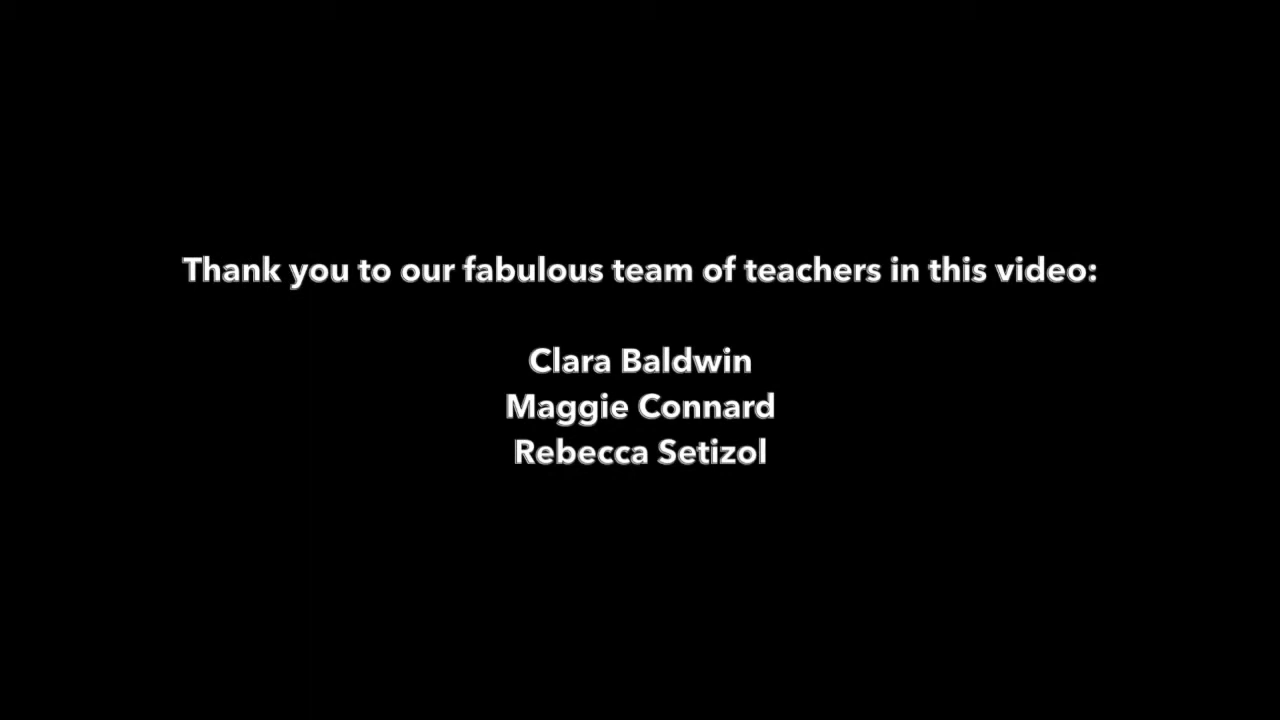 Thank you to our fabulous team of teachers in this video:
Clara Baldwin
Maggie Connard
Rebecca Setizol